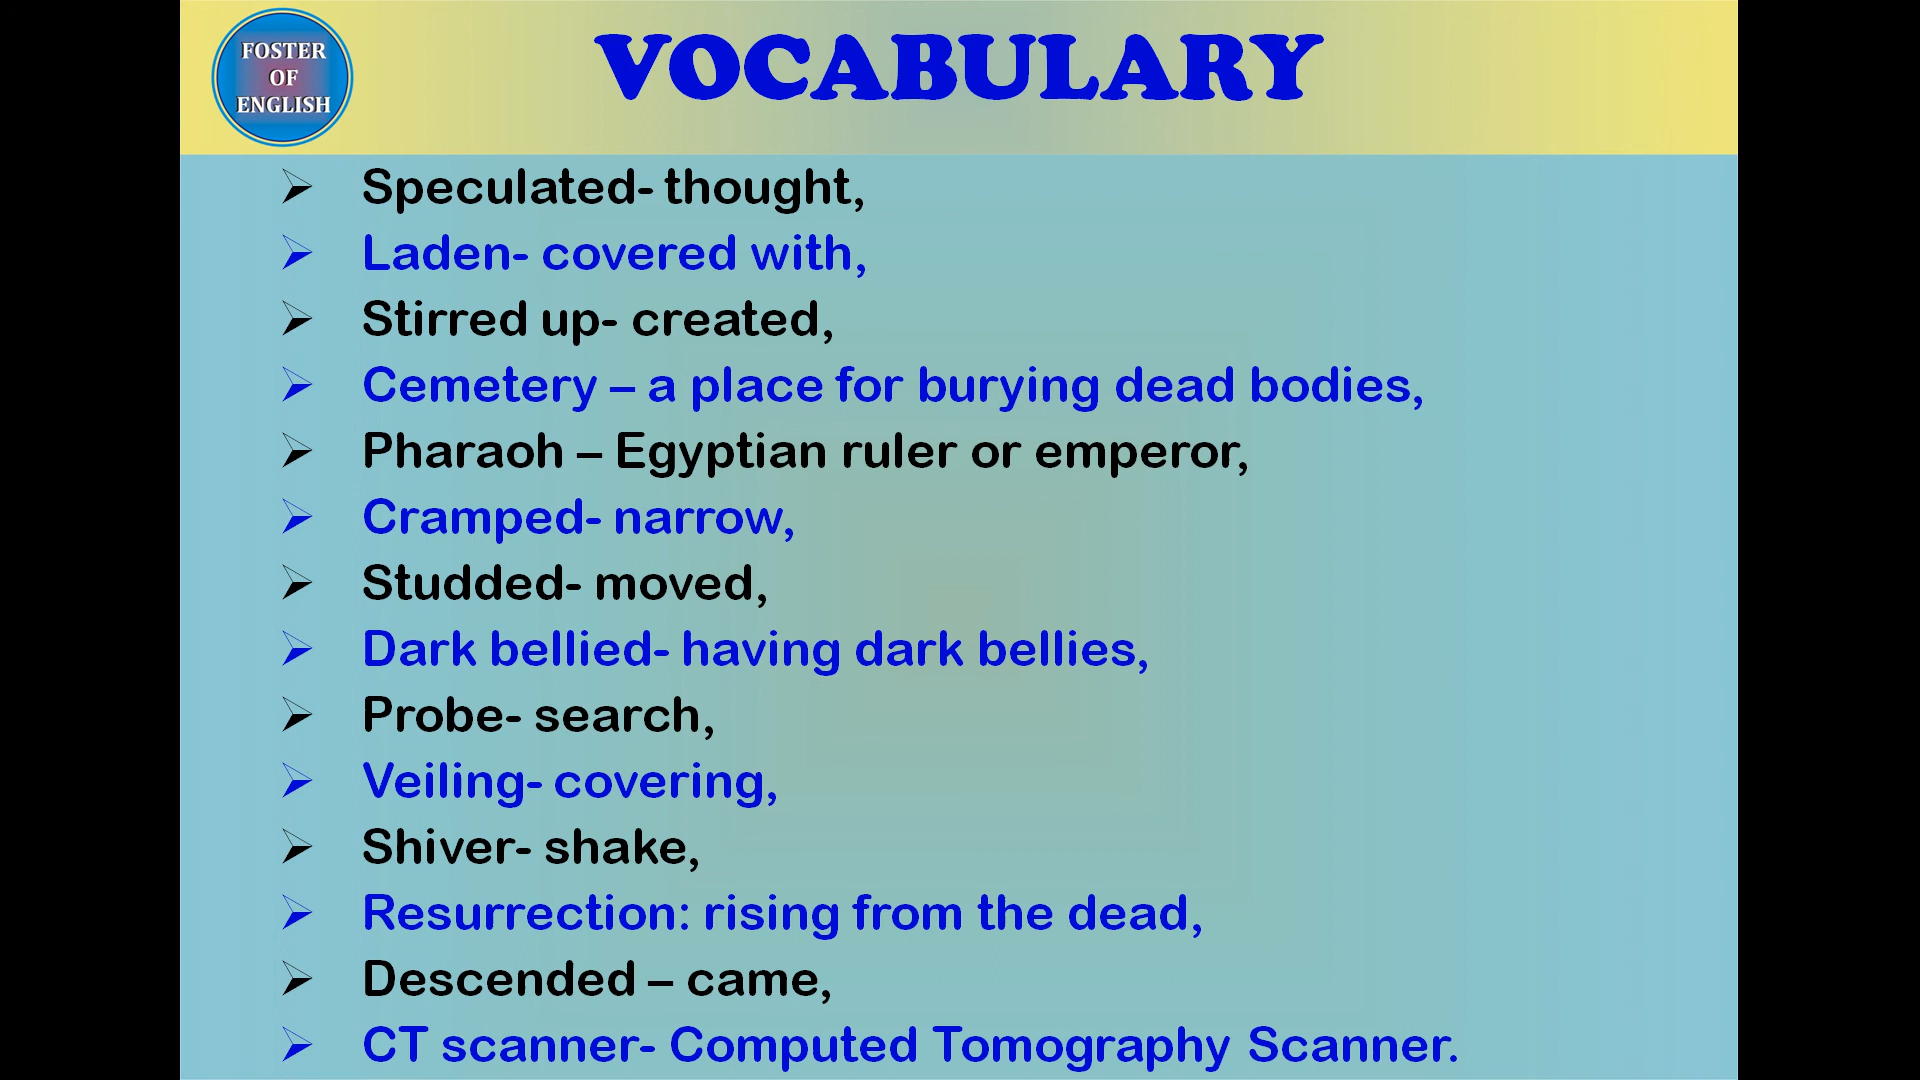 FOSTER
OF
ENGLISH
VOCABULARY
➢ Speculated- thought,
➢ Laden- covered with,
➢ Stirred up- created,
➢ Cemetery – a place for burying dead bodies,
➢ Pharaoh – Egyptian ruler or emperor,
➢ Cramped- narrow,
➢ Studded- moved,
➢ Dark bellied- having dark bellies,
➢ Probe- search,
➢ Veiling- covering,
➢ Shiver- shake,
➢ Resurrection: rising from the dead,
➢ Descended – came,
➢ CT scanner- Computed Tomography Scanner.